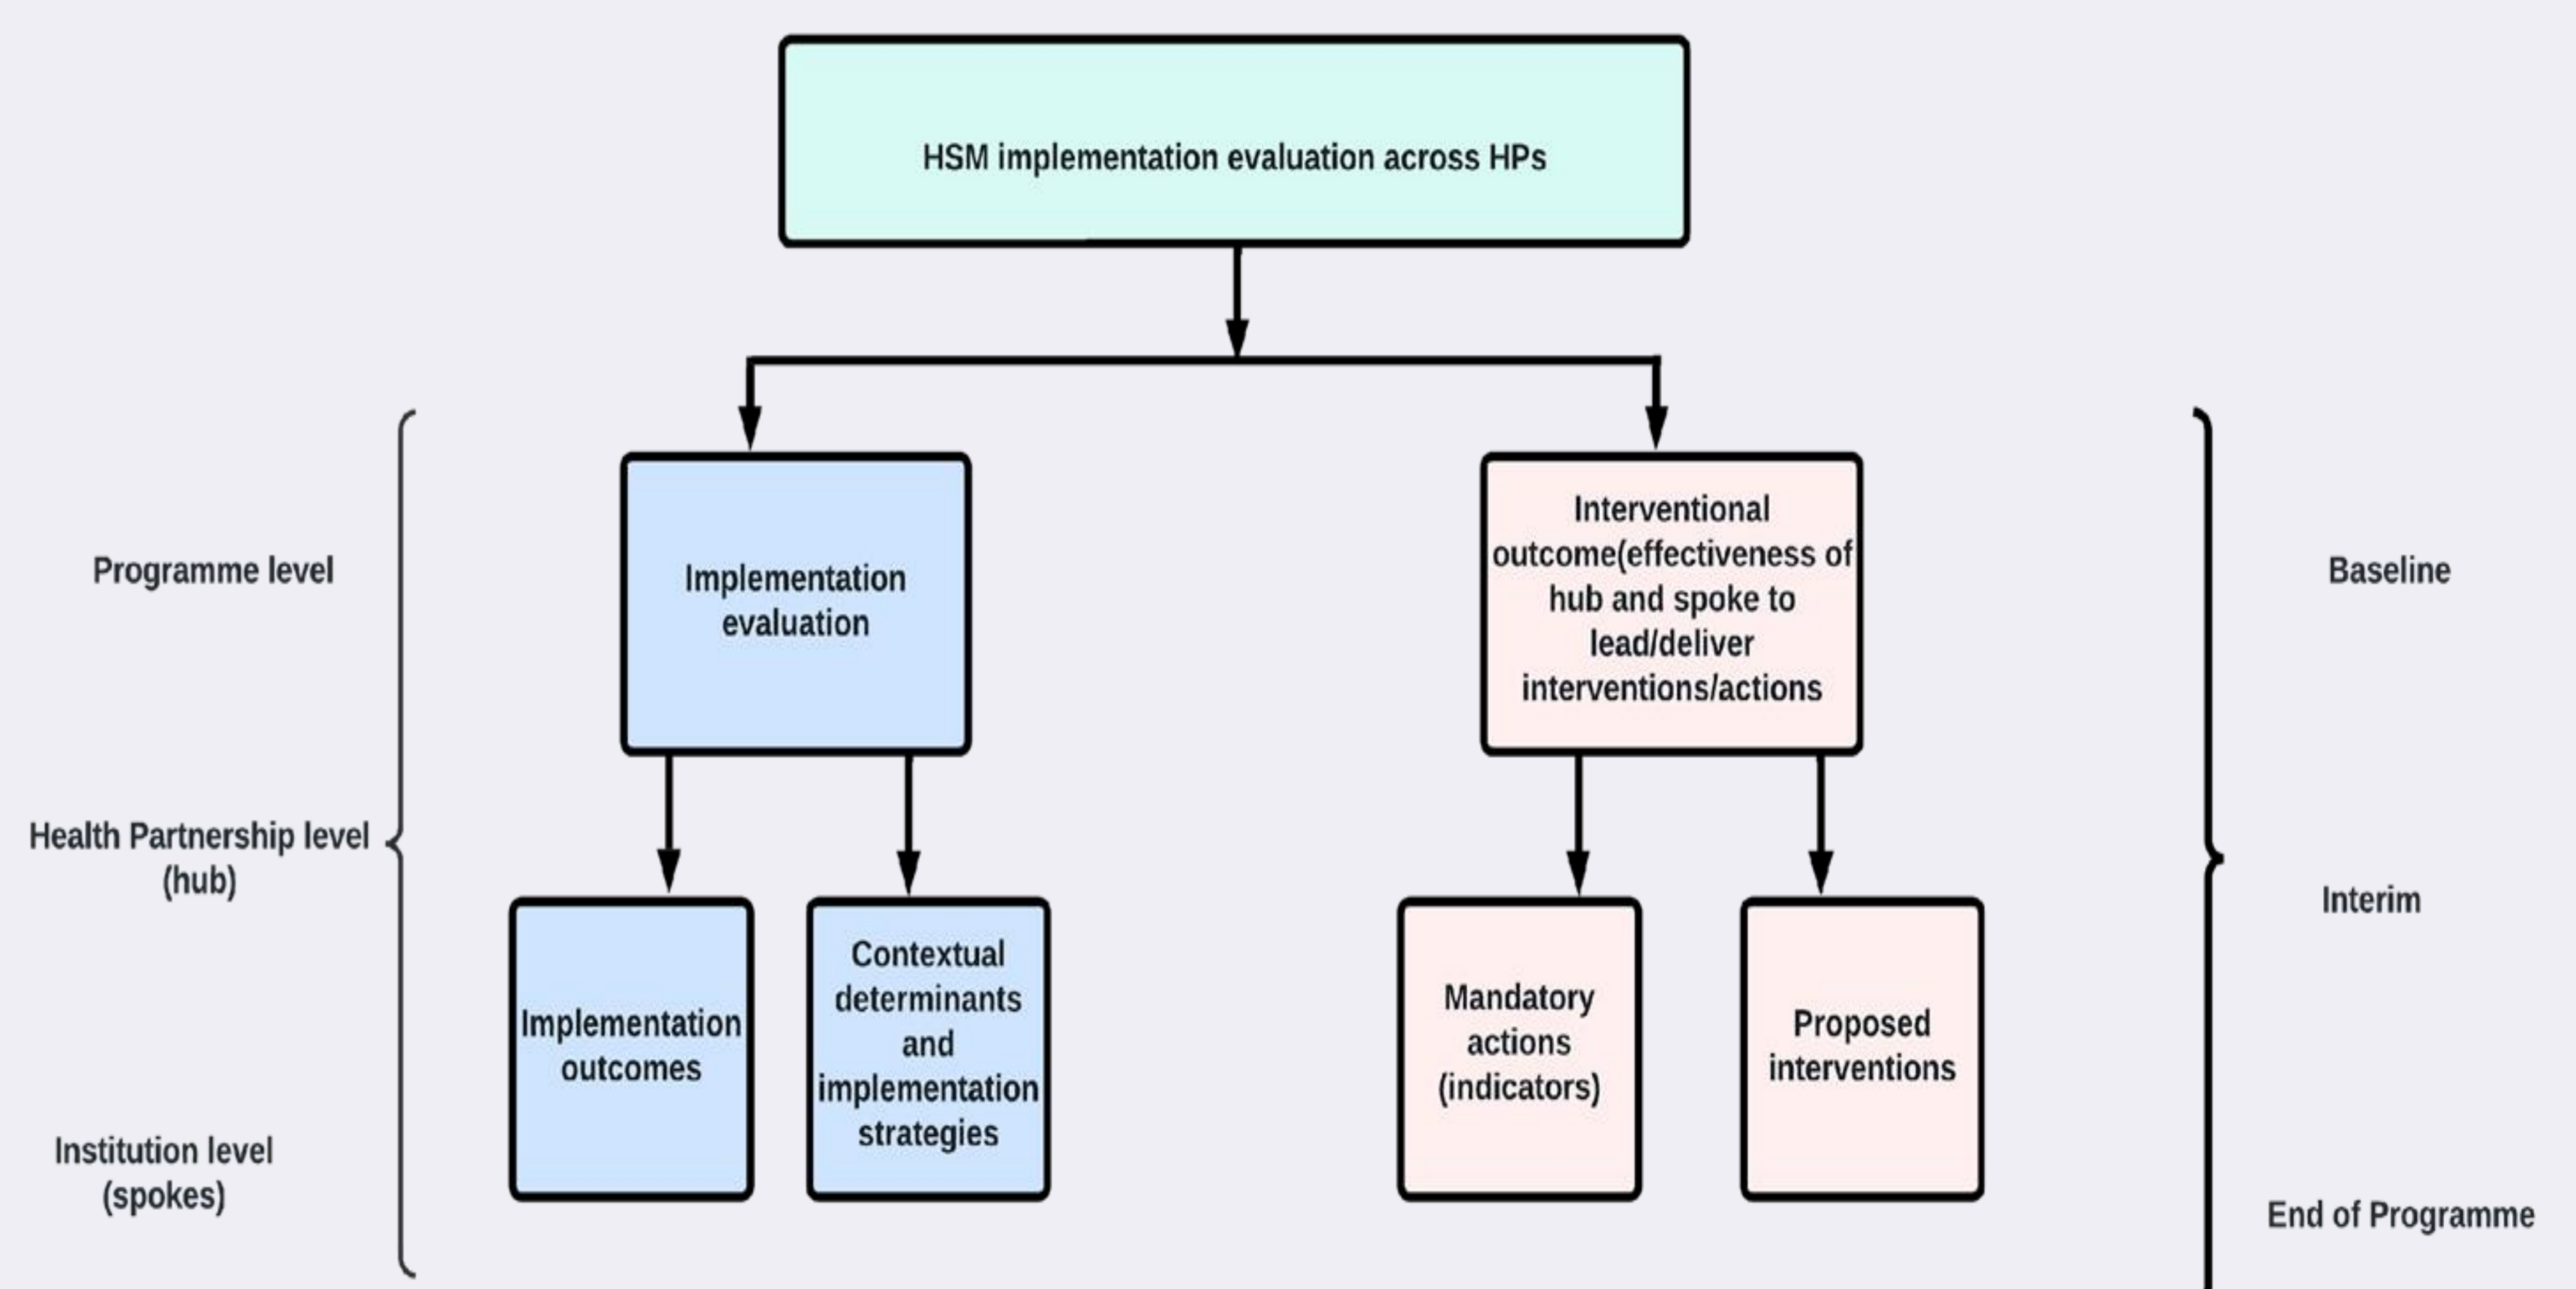 HSM implementation evaluation across HPs
Programme level
Health Partnership level
(hub)
Institution level
(spokes)
Implementation
evaluation
Interventional
outcome(effectiveness of
hub and spoke to
lead/deliver
interventions/actions
Implementation
outcomes
Contextual
determinants
and
implementation
strategies
Mandatory
actions
(indicators)
Proposed
interventions
Baseline
Interim
End of Programme